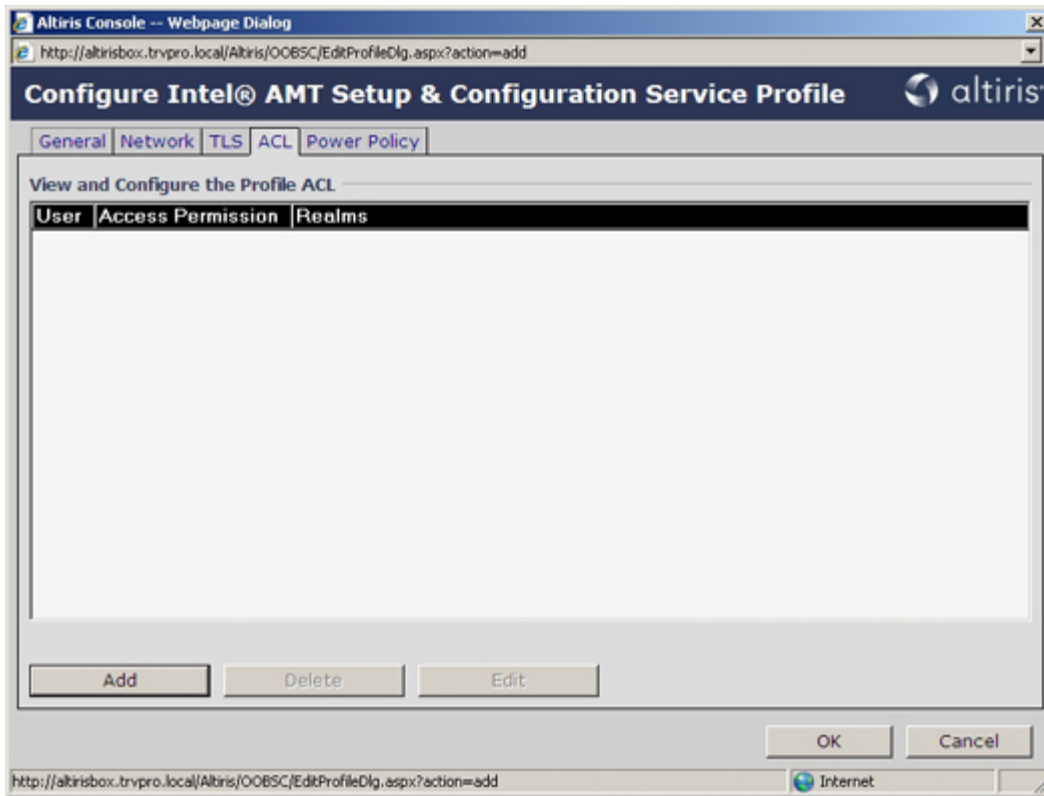 Altiris Console -- Webpage Dialog
http://altirisbox.trvpro.local/Altiris/OOBSC/EditProfileDlg.aspx?action=add
Configure Intel® AMT Setup & Configuration Service Profile altiris
General Network TLS ACL Power Policy
View and Configure the Profile ACL
User Access Permission Realms
Add Delete Edit
OK Cancel
http://altirisbox.trvpro.local/Altiris/OOBSC/EditProfileDlg.aspx?action=add Internet